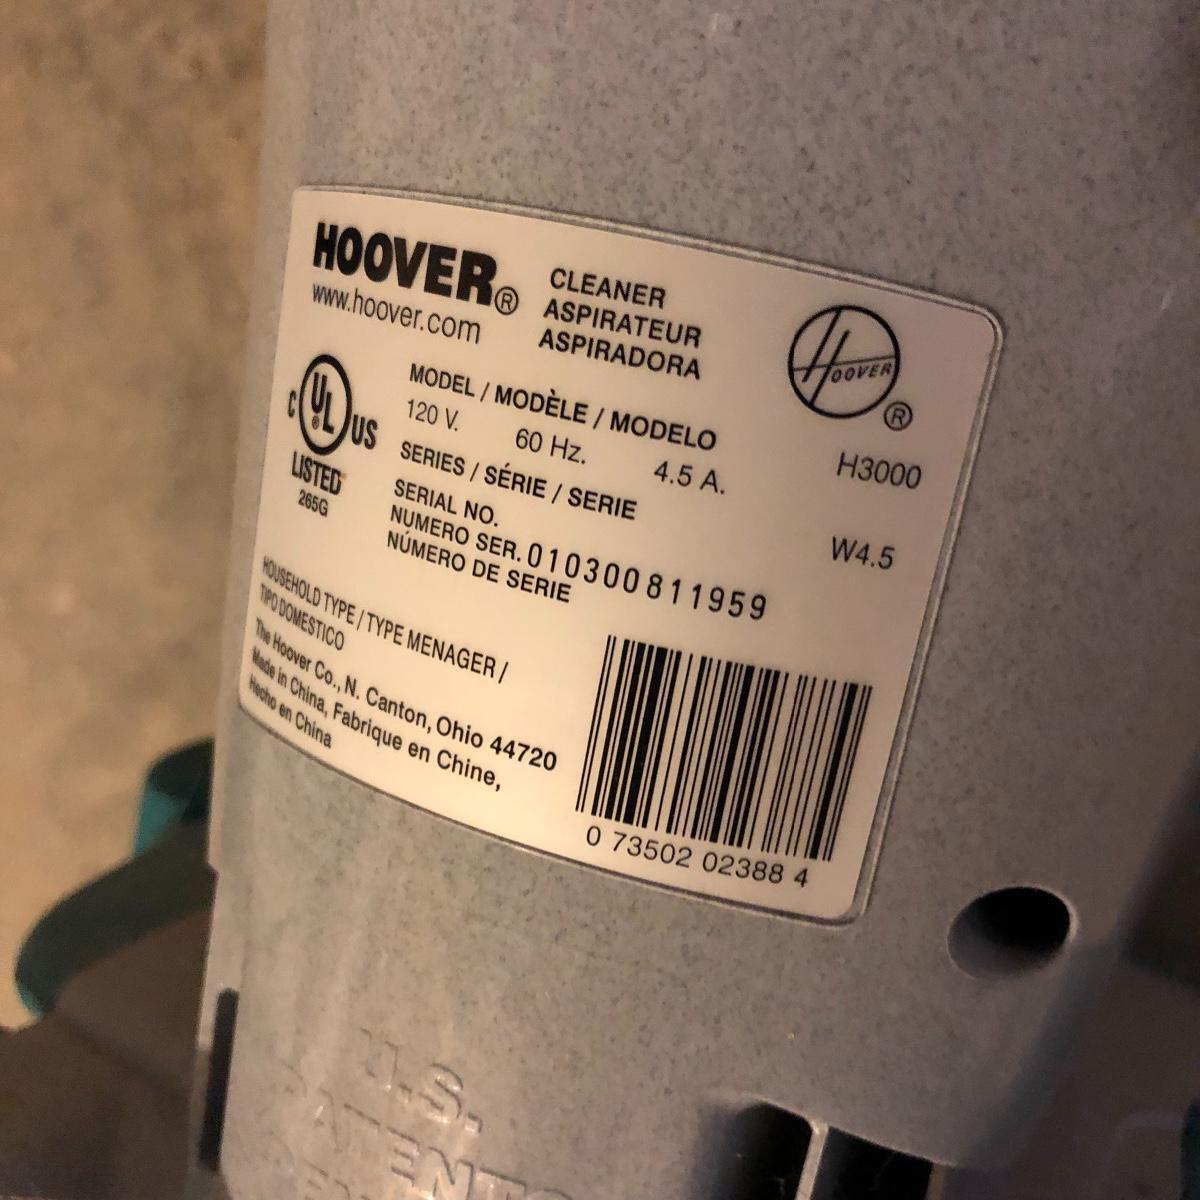 HOOVER®
www.hoover.com
CLEANER
ASPIRATEUR
ASPIRADORA
HOOVER ®
C UL ® US
LISTED
265G
MODEL / MODÈLE / MODELO H3000
120 V. 60 Hz. 4.5 A.
SERIES / SÉRIE / SERIE W4.5
SERIAL NO.
NUMERO SER. 010300811959
NÚMERO DE SERIE
HOUSEHOLD TYPE / TYPE MENAGER /
TIPO DOMESTICO
The Hoover Co., N. Canton, Ohio 44720
Made in China, Fabrique en Chine,
Hecho en China
0 73502 02388 4
U.S.